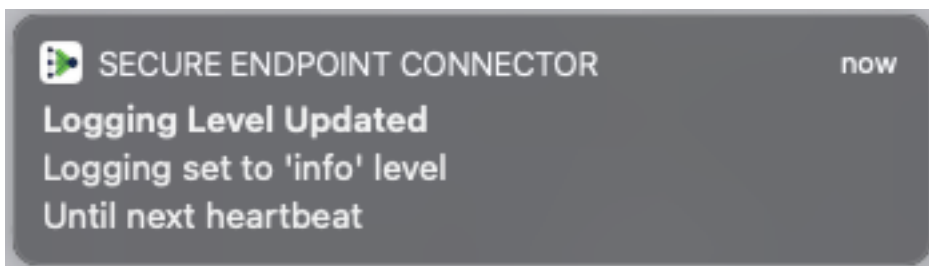 SECURE ENDPOINT CONNECTOR now
Logging Level Updated
Logging set to 'info' level
Until next heartbeat